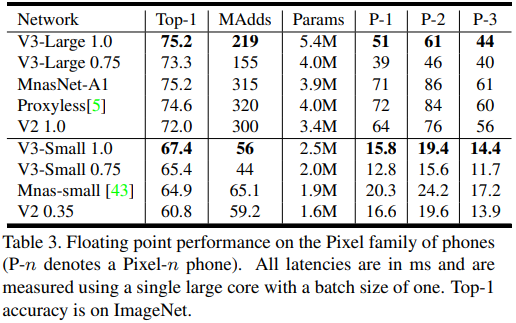 Network Top-1 MAdds Params P-1 P-2 P-3
V3-Large 1.0 75.2 219 5.4M 51 61 44
V3-Large 0.75 73.3 155 4.0M 39 46 40
MnasNet-A1 75.2 315 3.9M 71 86 61
Proxyless[5] 74.6 320 4.0M 72 84 60
V2 1.0 72.0 300 3.4M 64 76 56
V3-Small 1.0 67.4 56 2.5M 15.8 19.4 14.4
V3-Small 0.75 65.4 44 2.0M 12.8 15.6 11.7
Mnas-small [43] 64.9 65.1 1.9M 20.3 24.2 17.2
V2 0.35 60.8 59.2 1.6M 16.6 19.6 13.9
Table 3. Floating point performance on the Pixel family of phones
(P-n denotes a Pixel-n phone). All latencies are in ms and are
measured using a single large core with a batch size of one. Top-1
accuracy is on ImageNet.